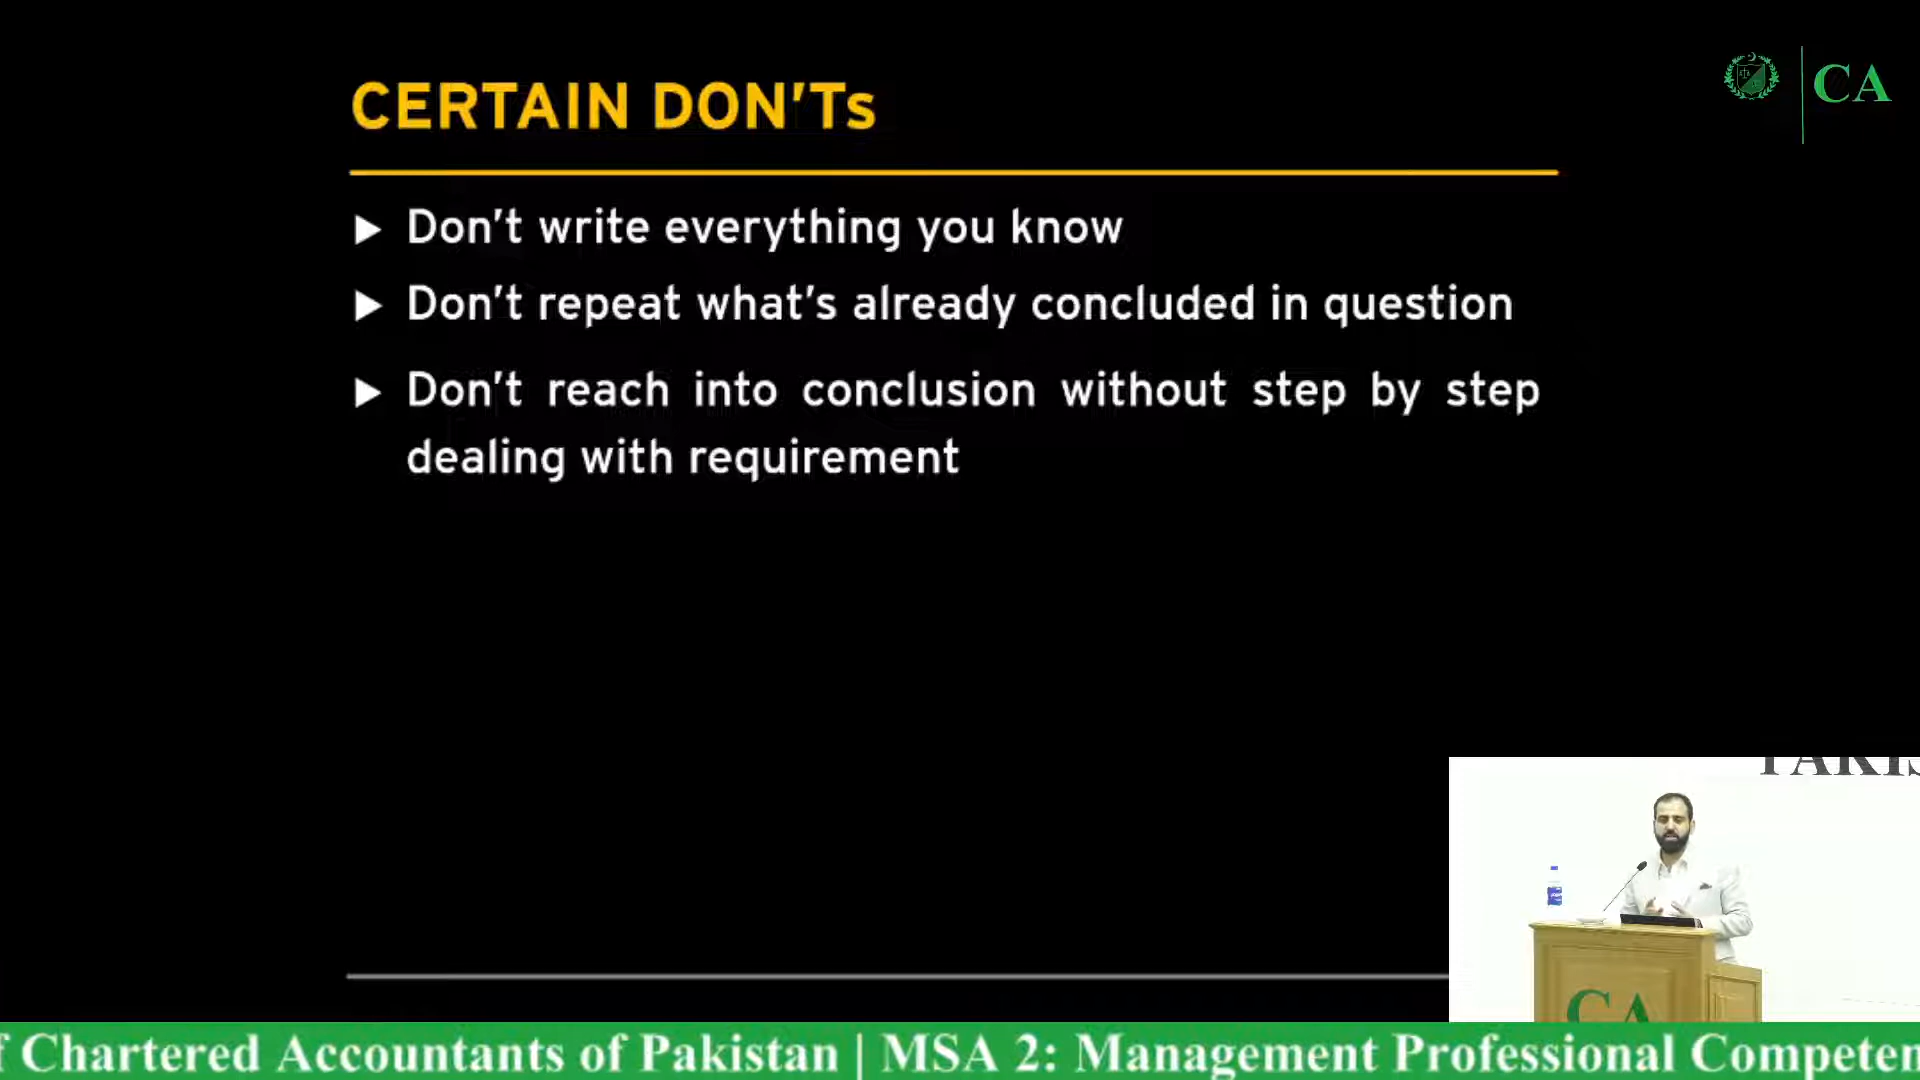 CERTAIN DON'Ts
CA
Don't write everything you know
Don't repeat what's already concluded in question
Don't reach into conclusion without step by step
dealing with requirement
CA
Chartered Accountants of Pakistan | MSA 2: Management Professional